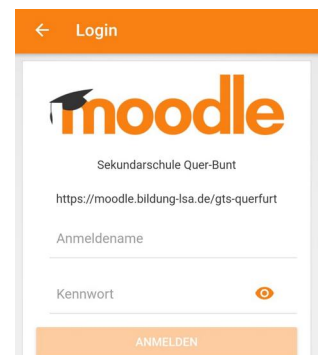 Login
moodle
Sekundarschule Quer-Bunt
https://moodle.bildung-lsa.de/gts-querfurt
Anmeldename
Kennwort
ANMELDEN